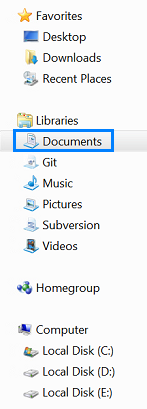 Favorites
Desktop
Downloads
Recent Places
Libraries
Documents
Git
Music
Pictures
Subversion
Videos
Homegroup
Computer
Local Disk (C:)
Local Disk (D:)
Local Disk (E:)